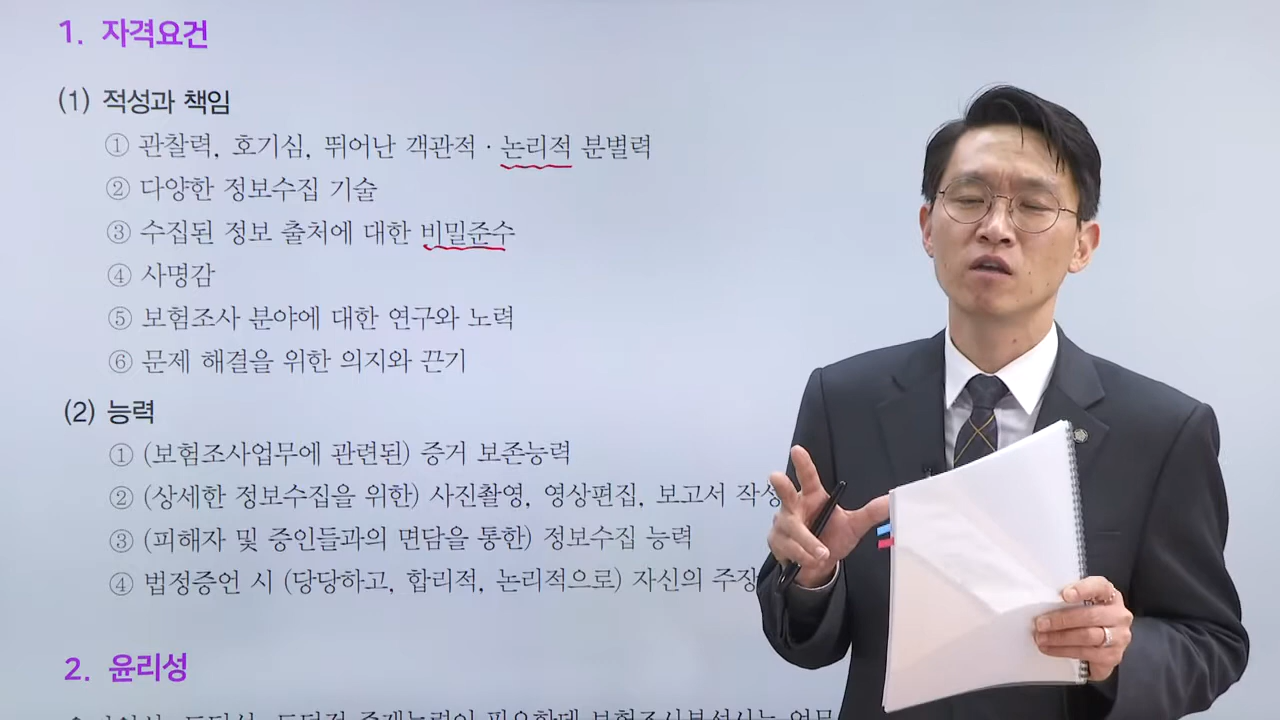 1. 자격요건
(1) 적성과 책임
① 관찰력, 호기심, 뛰어난 객관적 · 논리적 분별력
② 다양한 정보수집 기술
③ 수집된 정보 출처에 대한 비밀준수
④ 사명감
⑤ 보험조사 분야에 대한 연구와 노력
⑥ 문제 해결을 위한 의지와 끈기
(2) 능력
① (보험조사업무에 관련된) 증거 보존능력
② (상세한 정보수집을 위한) 사진촬영, 영상편집, 보고서 작성
③ (피해자 및 증인들과의 면담을 통한) 정보수집 능력
④ 법정증언 시 (당당하고, 합리적, 논리적으로) 자신의 주장
2. 윤리성